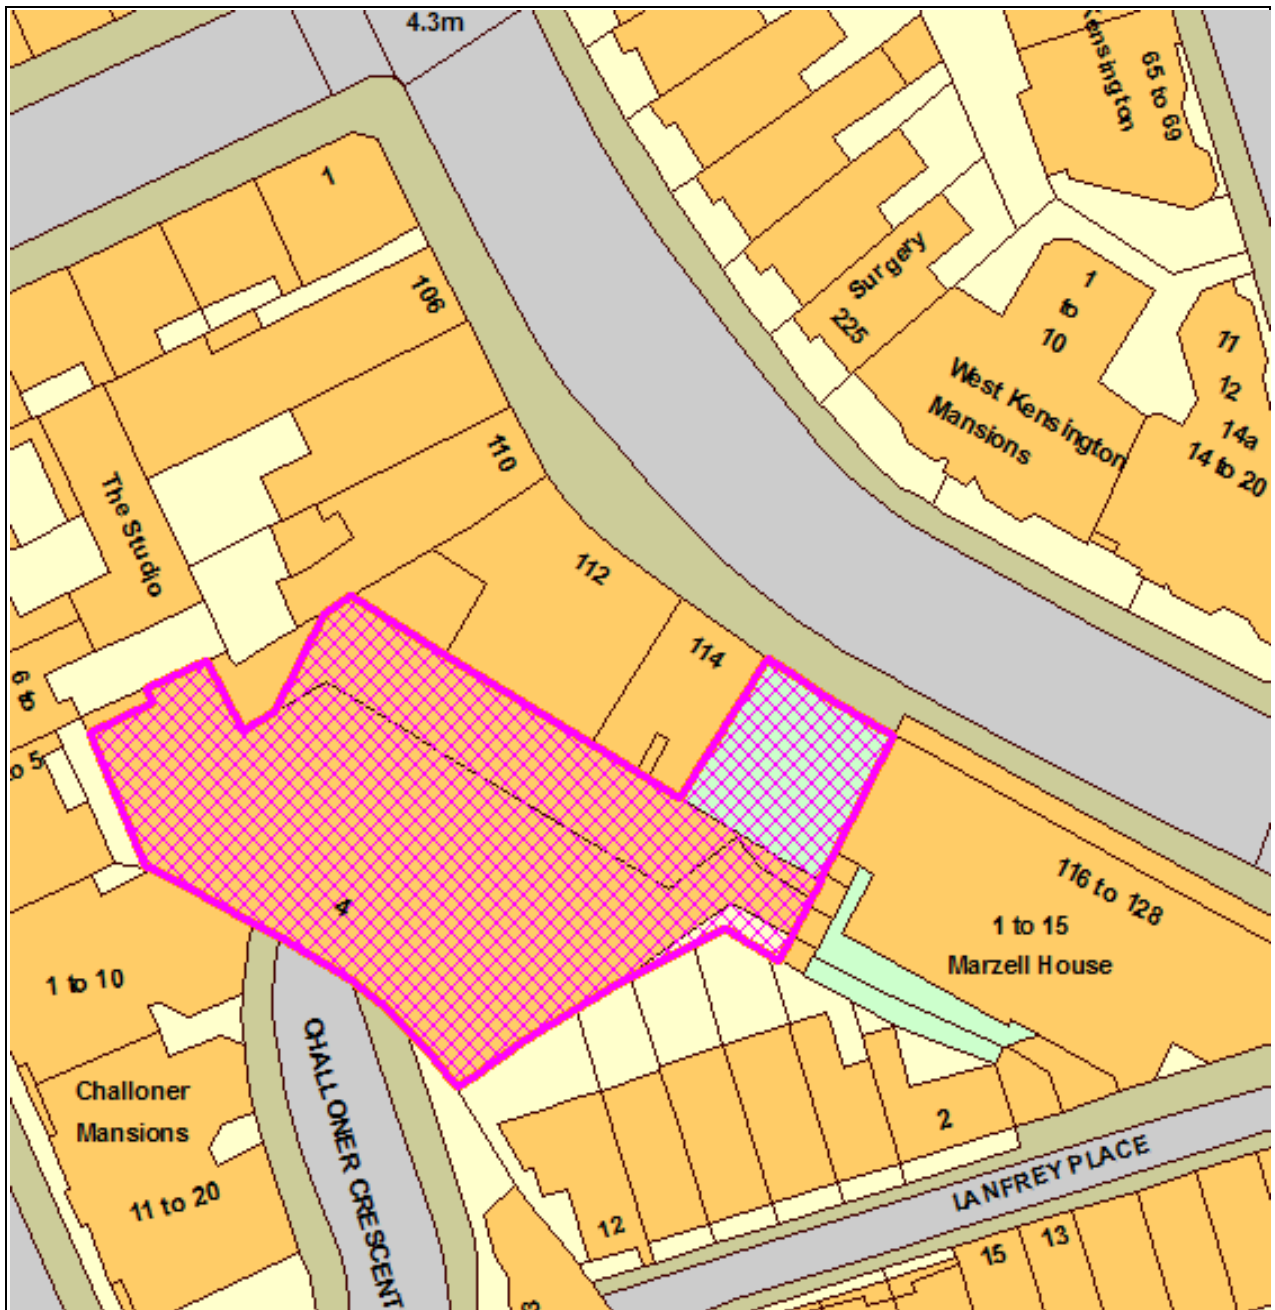 4.3m
Kensington
65 to 69
1
106
Surgery
225
1
to
10
11
12
14a
14 to 20
West Kensington
Mansions
110
The Studio
112
114
6 to
to 5
4
116 to 128
1 to 15
Marzell House
1 to 10
CHALLONER CRESCENT
Challoner
Mansions
11 to 20
2
LANFREY PLACE
12
15
13